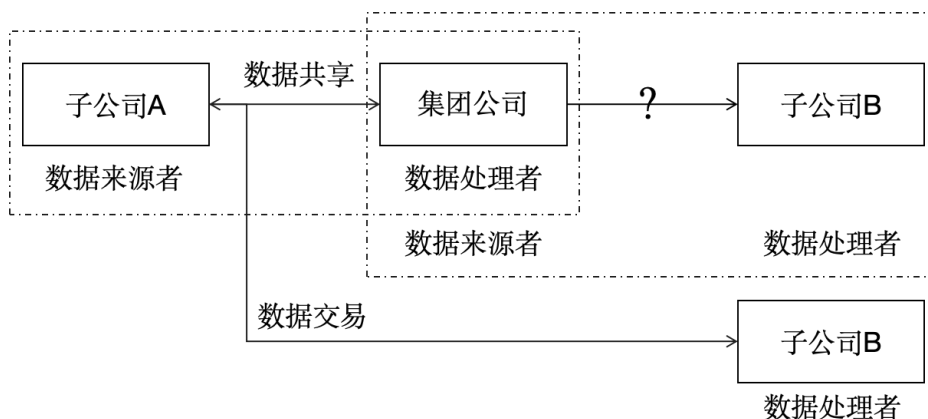 数据共享
子公司A
集团公司
?
子公司B
数据来源者
数据处理者
数据来源者
数据处理者
数据交易
子公司B
数据处理者